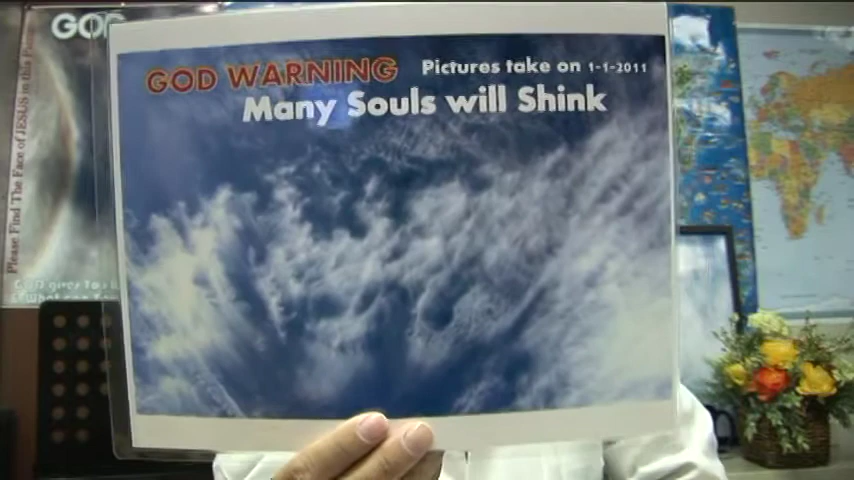 GOD
Please Find The Face of JESUS in this
GOD WARNING Pictures take on 1-1-2011
Many Souls will Shink